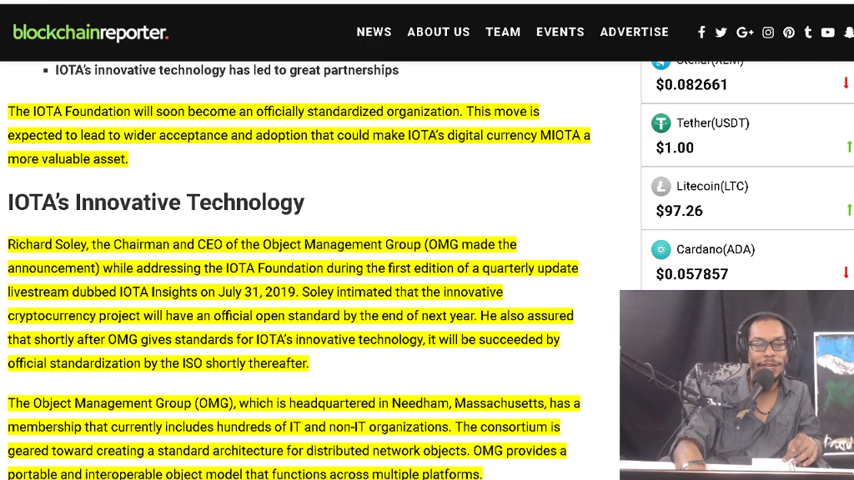 blockchainreporter.
NEWS ABOUT US TEAM EVENTS ADVERTISE
IOTA's innovative technology has led to great partnerships
The IOTA Foundation will soon become an officially standardized organization. This move is
expected to lead to wider acceptance and adoption that could make IOTA's digital currency MIOTA a
more valuable asset.
IOTA's Innovative Technology
Richard Soley, the Chairman and CEO of the Object Management Group (OMG made the
announcement) while addressing the IOTA Foundation during the first edition of a quarterly update
livestream dubbed IOTA Insights on July 31, 2019. Soley intimated that the innovative
cryptocurrency project will have an official open standard by the end of next year. He also assured
that shortly after OMG gives standards for IOTA's innovative technology, it will be succeeded by
official standardization by the ISO shortly thereafter.
The Object Management Group (OMG), which is headquartered in Needham, Massachusetts, has a
membership that currently includes hundreds of IT and non-IT organizations. The consortium is
geared toward creating a standard architecture for distributed network objects. OMG provides a
portable and interoperable object model that functions across multiple platforms.
Stellar(XLM)
$0.082661
Tether(USDT)
$1.00
Litecoin(LTC)
$97.26
Cardano(ADA)
$0.057857